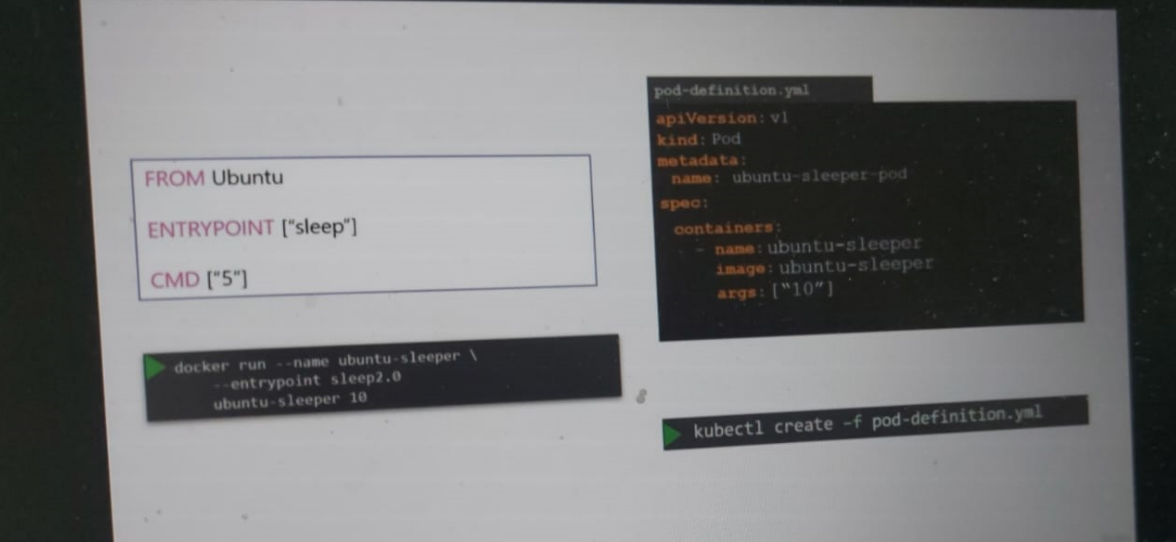 FROM Ubuntu
ENTRYPOINT ["sleep"]
CMD ["5"]
docker run --name ubuntu-sleeper \
--entrypoint sleep2.0
ubuntu-sleeper 10
pod-definition.yml
apiVersion: v1
kind: Pod
metadata:
name: ubuntu-sleeper-pod
spec:
containers:
- name: ubuntu-sleeper
image: ubuntu-sleeper
args: ["10"]
kubectl create -f pod-definition.yml